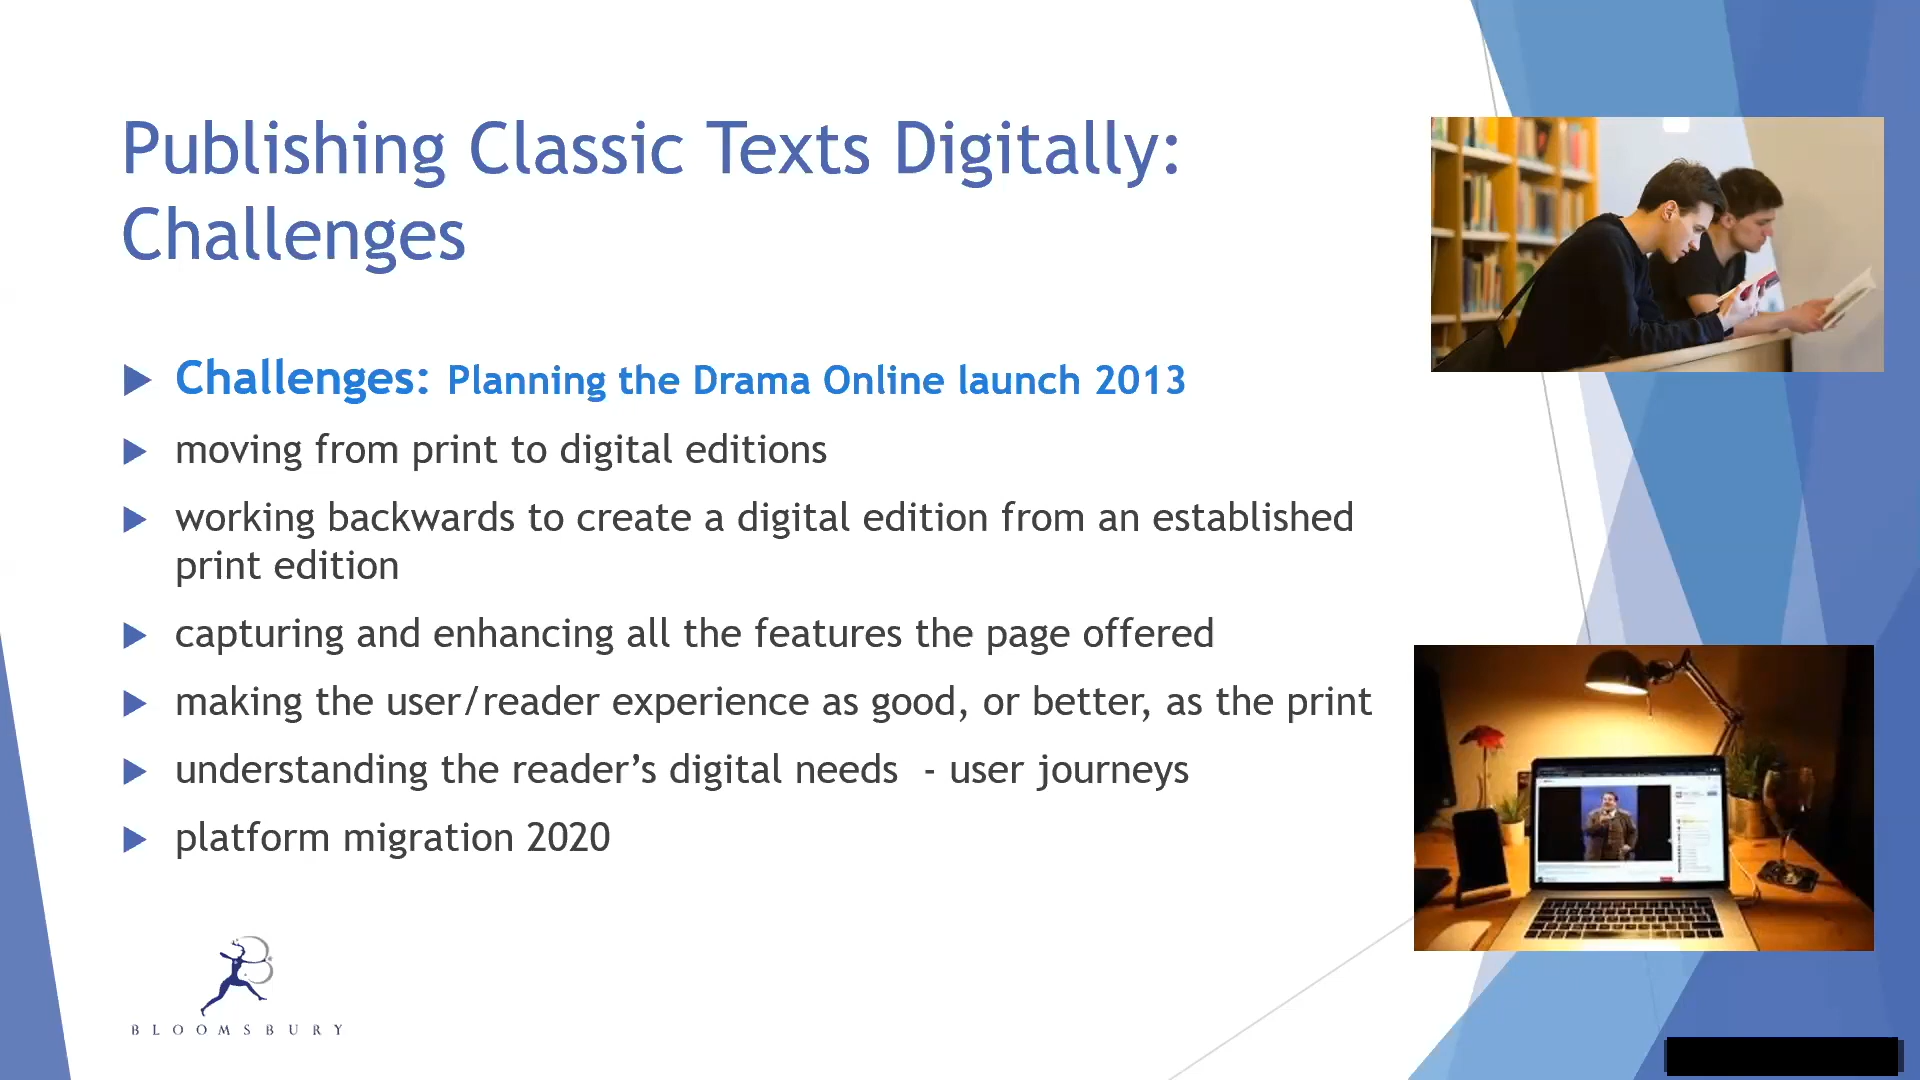 Publishing Classic Texts Digitally:
Challenges
Challenges: Planning the Drama Online launch 2013
moving from print to digital editions
working backwards to create a digital edition from an established
print edition
capturing and enhancing all the features the page offered
making the user/reader experience as good, or better, as the print
understanding the reader’s digital needs - user journeys
platform migration 2020
B
BLOOMSBURY